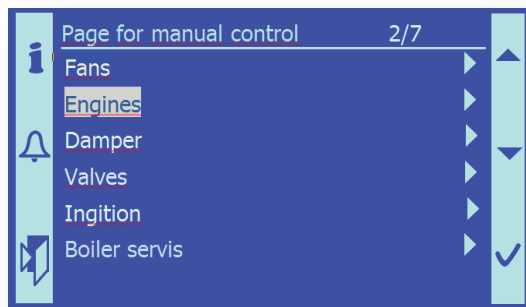 Page for manual control 2/7
Fans
Engines
Damper
Valves
Ingition
Boiler servis